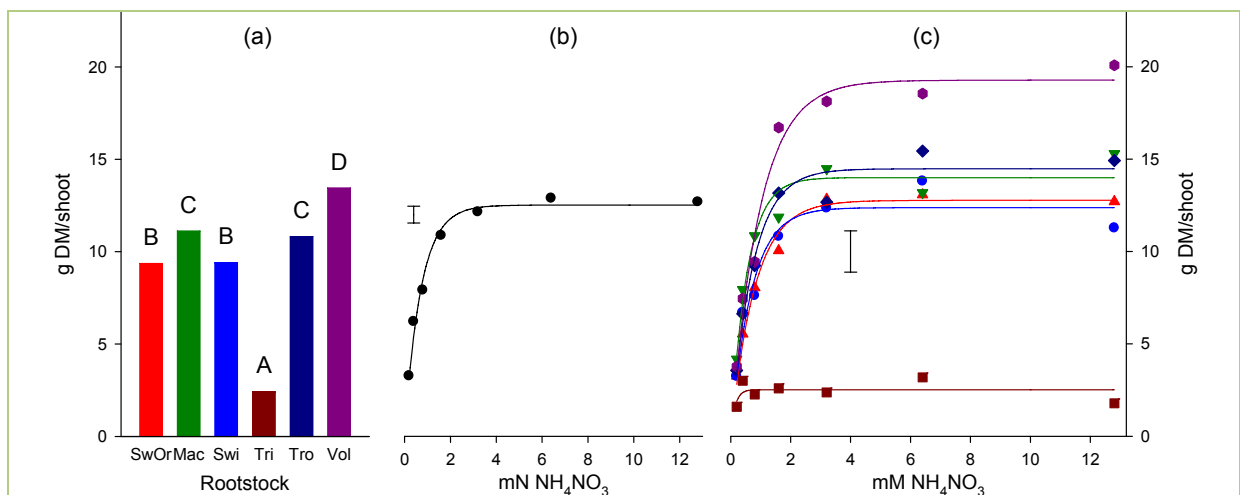 (a) (b) (c)
20 20
15 15
10 10
5 5
0 0
g DM/shoot
g DM/shoot
B C B A C D
SwOr Mac Swi Tri Tro Vol
0 2 4 6 8 10 12
0 2 4 6 8 10 12
Rootstock
mN NH₄NO₃
mM NH₄NO₃